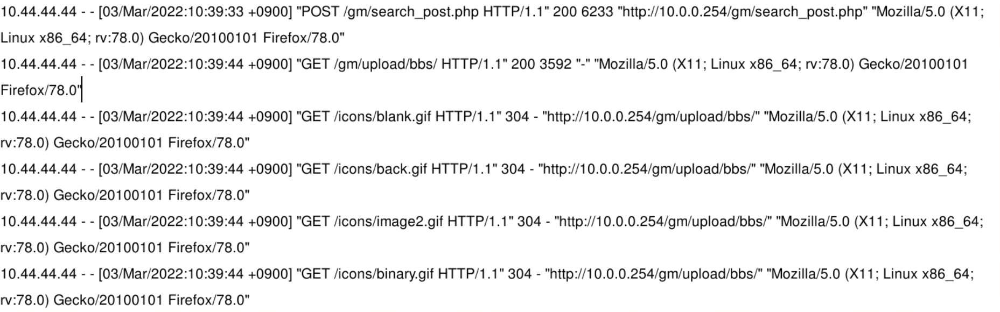 10.44.44.44 - - [03/Mar/2022:10:39:33 +0900] "POST /gm/search_post.php HTTP/1.1" 200 6233 "http://10.0.0.254/gm/search_post.php" "Mozilla/5.0 (X11;
Linux x86_64; rv:78.0) Gecko/20100101 Firefox/78.0"
10.44.44.44 - - [03/Mar/2022:10:39:44 +0900] "GET /gm/upload/bbs/ HTTP/1.1" 200 3592 "-" "Mozilla/5.0 (X11; Linux x86_64; rv:78.0) Gecko/20100101
Firefox/78.0"
10.44.44.44 - - [03/Mar/2022:10:39:44 +0900] "GET /icons/blank.gif HTTP/1.1" 304 - "http://10.0.0.254/gm/upload/bbs/" "Mozilla/5.0 (X11; Linux x86_64;
rv:78.0) Gecko/20100101 Firefox/78.0"
10.44.44.44 - - [03/Mar/2022:10:39:44 +0900] "GET /icons/back.gif HTTP/1.1" 304 - "http://10.0.0.254/gm/upload/bbs/" "Mozilla/5.0 (X11; Linux x86_64;
rv:78.0) Gecko/20100101 Firefox/78.0"
10.44.44.44 - - [03/Mar/2022:10:39:44 +0900] "GET /icons/image2.gif HTTP/1.1" 304 - "http://10.0.0.254/gm/upload/bbs/" "Mozilla/5.0 (X11; Linux x86_64;
rv:78.0) Gecko/20100101 Firefox/78.0"
10.44.44.44 - - [03/Mar/2022:10:39:44 +0900] "GET /icons/binary.gif HTTP/1.1" 304 - "http://10.0.0.254/gm/upload/bbs/" "Mozilla/5.0 (X11; Linux x86_64;
rv:78.0) Gecko/20100101 Firefox/78.0"